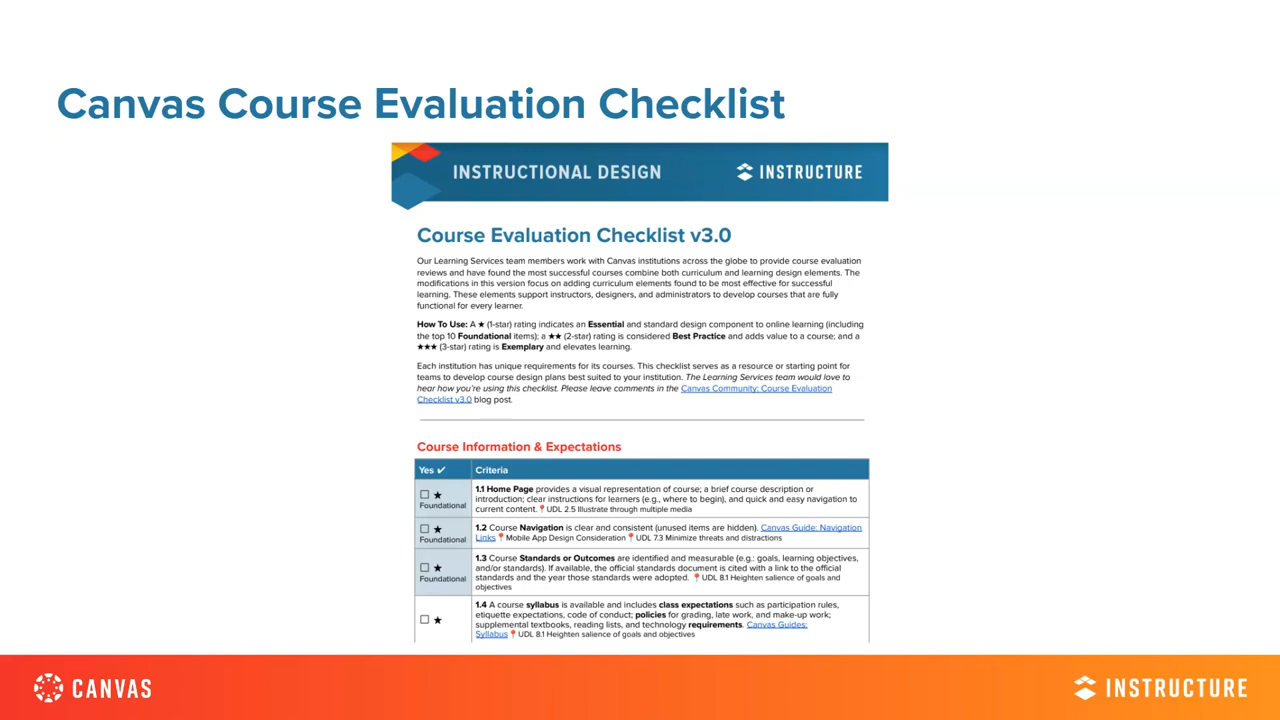 Canvas Course Evaluation Checklist
INSTRUCTIONAL DESIGN
INSTRUCTURE
Course Evaluation Checklist v3.0
Our Learning Services team members work with Canvas institutions across the globe to provide course evaluation
reviews and have found the most successful courses combine both curriculum and learning design elements. The
modifications in this version focus on adding curriculum elements found to be most effective for successful
learning. These elements support instructors, designers, and administrators to develop courses that are fully
functional for every learner.
How To Use: A ★ (1-star) rating indicates an Essential and standard design component to online learning (including
the top 10 Foundational items); a ★★ (2-star) rating is considered Best Practice and adds value to a course; and a
★★★ (3-star) rating is Exemplary and elevates learning.
Each institution has unique requirements for its courses. This checklist serves as a resource or starting point for
teams to develop course design plans best suited to your institution. The Learning Services team would love to
hear how you're using this checklist. Please leave comments in the Canvas Community: Course Evaluation
Checklist v3.0 blog post.
Course Information & Expectations
Yes ✔ Criteria
☐ ★
Foundational
1.1 Home Page provides a visual representation of course; a brief course description or
introduction; clear instructions for learners (e.g., where to begin), and quick and easy navigation to
current content. 📍UDL 2.5 Illustrate through multiple media
☐ ★
Foundational
1.2 Course Navigation is clear and consistent (unused items are hidden). Canvas Guide: Navigation
Links📍Mobile App Design Consideration📍UDL 7.3 Minimize threats and distractions
☐ ★
Foundational
1.3 Course Standards or Outcomes are identified and measurable (e.g.: goals, learning objectives,
and/or standards). If available, the official standards document is cited with a link to the official
standards and the year those standards were adopted. 📍UDL 8.1 Heighten salience of goals and
objectives
☐ ★
1.4 A course syllabus is available and includes class expectations such as participation rules,
etiquette expectations, code of conduct; policies for grading, late work, and make-up work;
supplemental textbooks, reading lists, and technology requirements. Canvas Guides:
Syllabus📍UDL 8.1 Heighten salience of goals and objectives
CANVAS
INSTRUCTURE